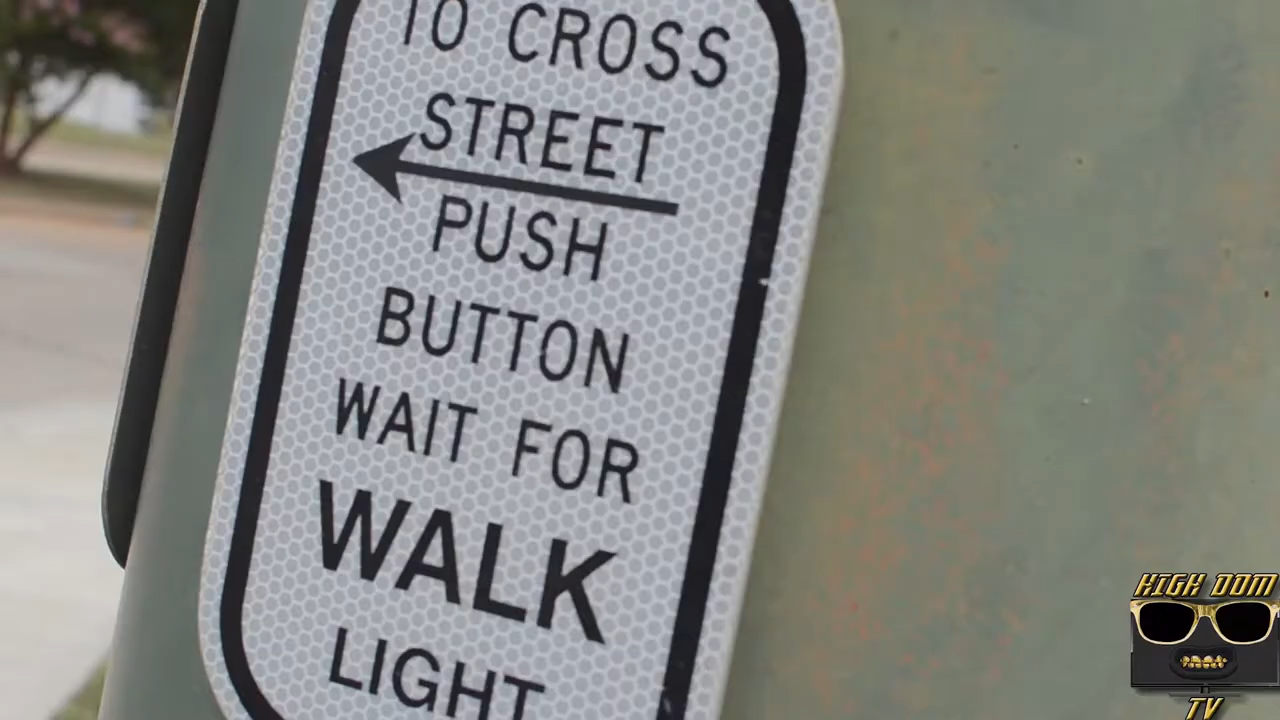 TO CROSS
STREET
PUSH
BUTTON
WAIT FOR
WALK
LIGHT
HIGH DOM
TV